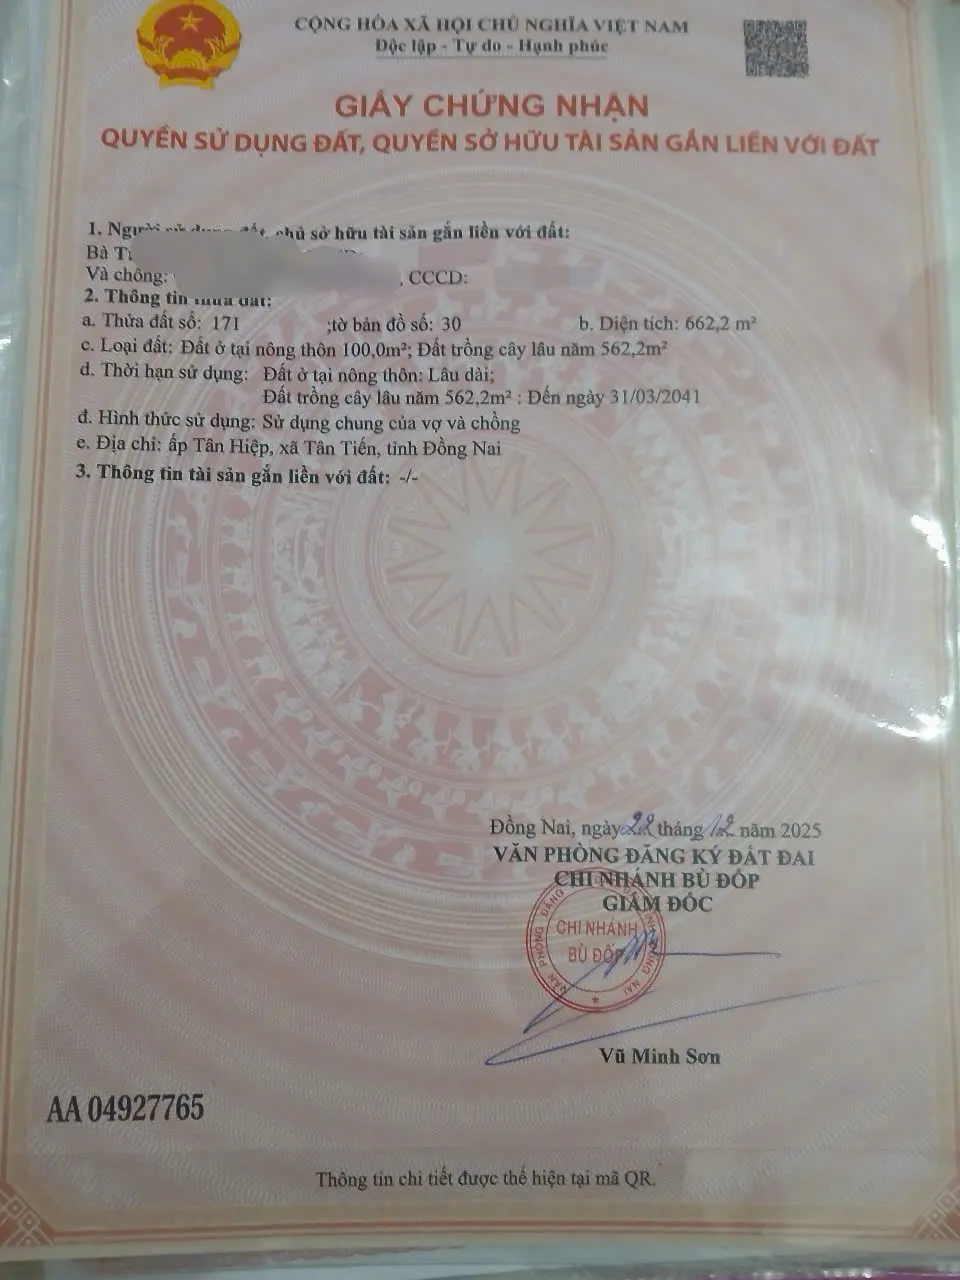 CỘNG HÒA XÃ HỘI CHỦ NGHĨA VIỆT NAM
Độc lập - Tự do - Hạnh phúc
GIẤY CHỨNG NHẬN
QUYỀN SỬ DỤNG ĐẤT, QUYỀN SỞ HỮU TÀI SẢN GẮN LIỀN VỚI ĐẤT
1. Người sử dụng đất, chủ sở hữu tài sản gắn liền với đất:
Bà
Và chồng: , CCCD:
2. Thông tin thửa đất:
a. Thửa đất số: 171 ;tờ bản đồ số: 30 b. Diện tích: 662,2 m²
c. Loại đất: Đất ở tại nông thôn 100,0m²; Đất trồng cây lâu năm 562,2m²
d. Thời hạn sử dụng: Đất ở tại nông thôn: Lâu dài;
Đất trồng cây lâu năm 562,2m² : Đến ngày 31/03/2041
đ. Hình thức sử dụng: Sử dụng chung của vợ và chồng
e. Địa chỉ: ấp Tân Hiệp, xã Tân Tiến, tỉnh Đồng Nai
3. Thông tin tài sản gắn liền với đất: -/-
Đồng Nai, ngày 22 tháng 12 năm 2025
VĂN PHÒNG ĐĂNG KÝ ĐẤT ĐAI
CHI NHÁNH BÙ ĐỐP
GIÁM ĐỐC
CHI NHÁNH
BÙ ĐỐP
Vũ Minh Sơn
AA 04927765
Thông tin chi tiết được thể hiện tại mã QR.